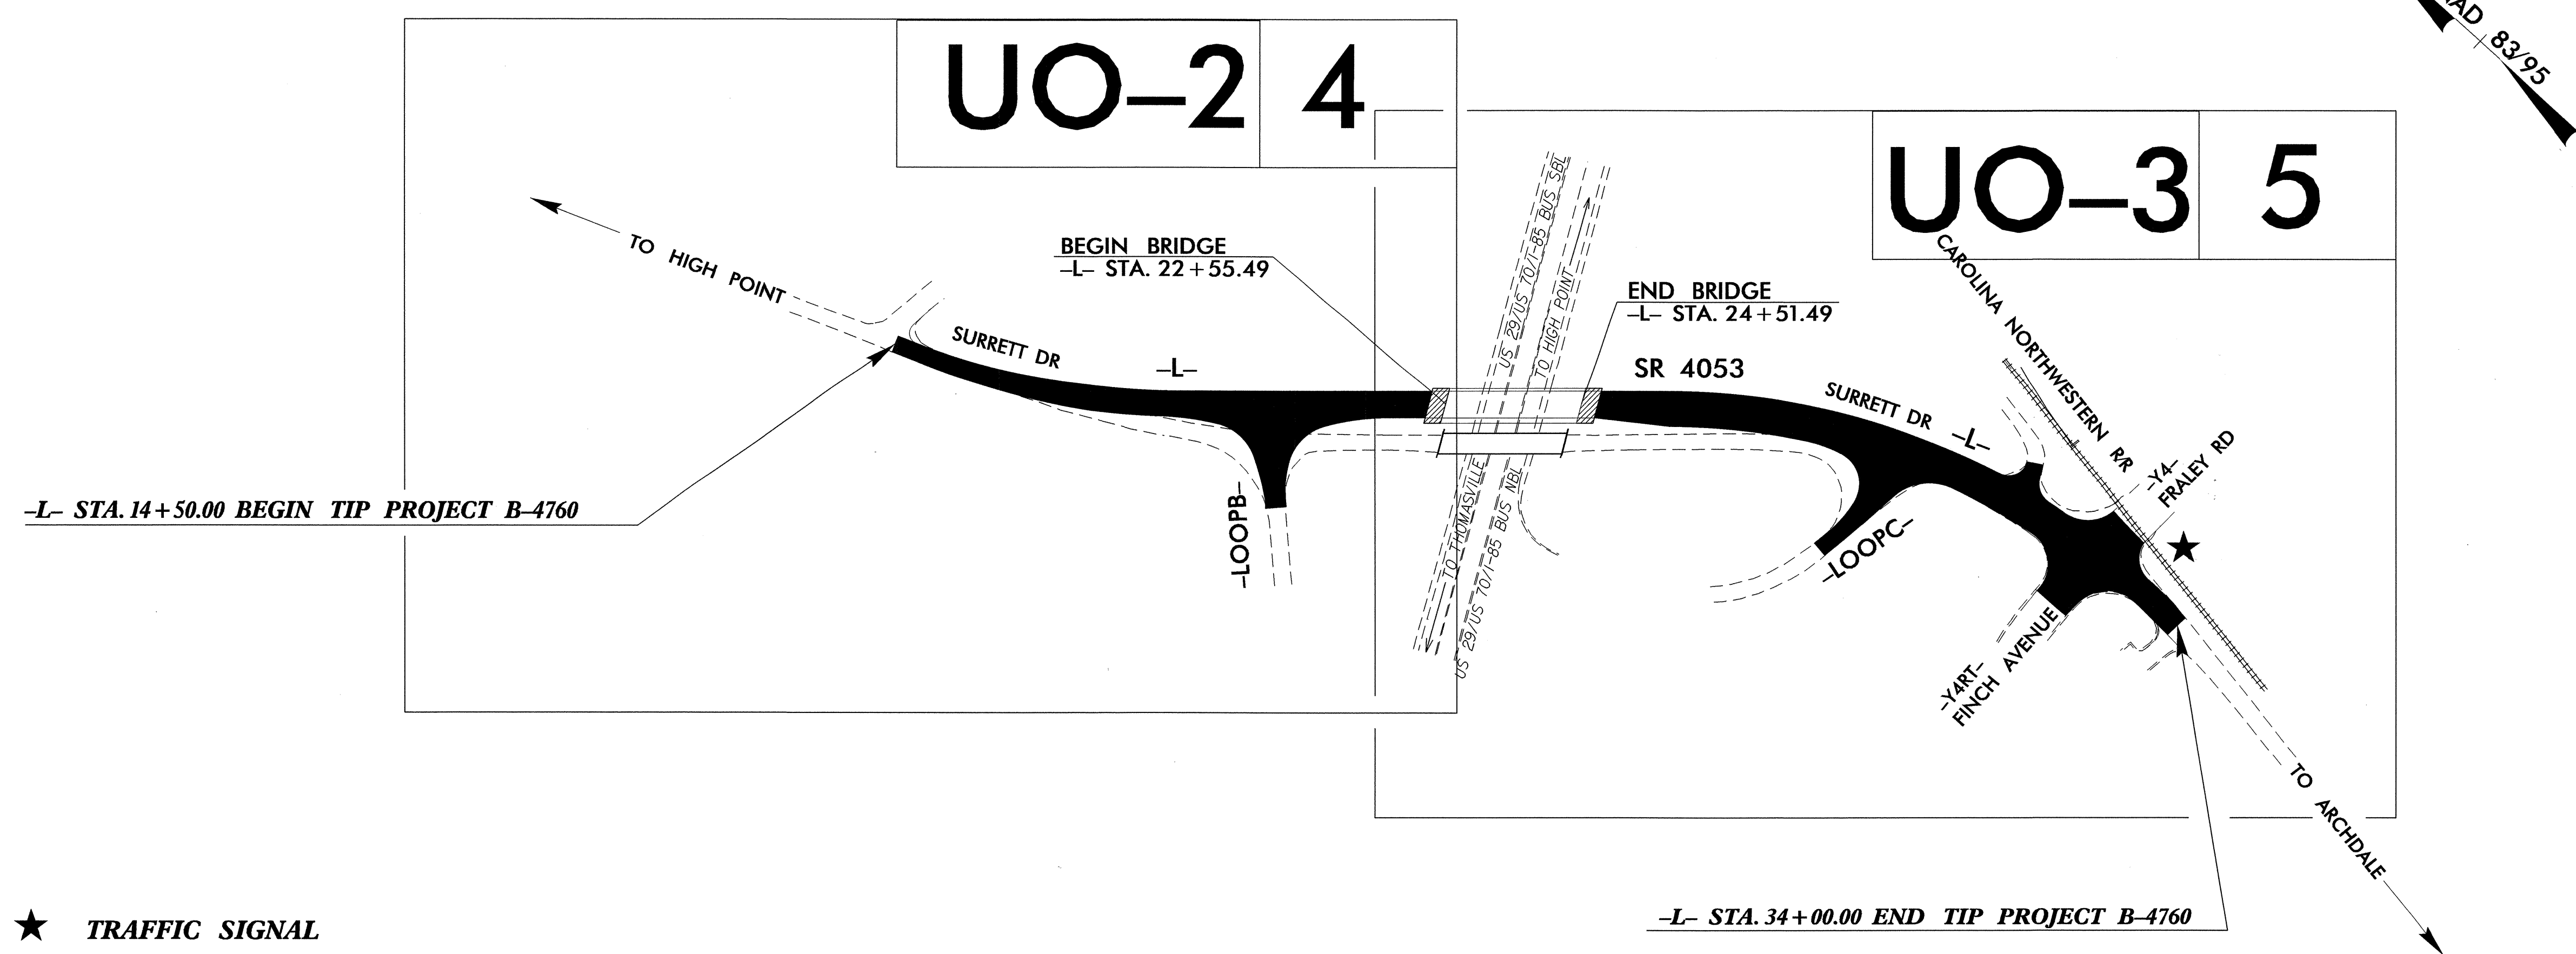 UO–2 4
UO–3 5
AD 83/95
TO HIGH POINT
BEGIN BRIDGE
–L– STA. 22+55.49
END BRIDGE
–L– STA. 24+51.49
SURRETT DR
–L–
SR 4053
SURRETT DR
–L–
CAROLINA NORTHWESTERN R/R
–Y4–
FRALEY RD
US 29/US 70/I-85 BUS SBL
TO HIGH POINT
TO THOMASVILLE
US 29/US 70/I-85 BUS NBL
–LOOPB–
–LOOPC–
–Y4RT–
FINCH AVENUE
–L– STA. 14+50.00 BEGIN TIP PROJECT B–4760
TO ARCHDALE
–L– STA. 34+00.00 END TIP PROJECT B–4760
★ TRAFFIC SIGNAL